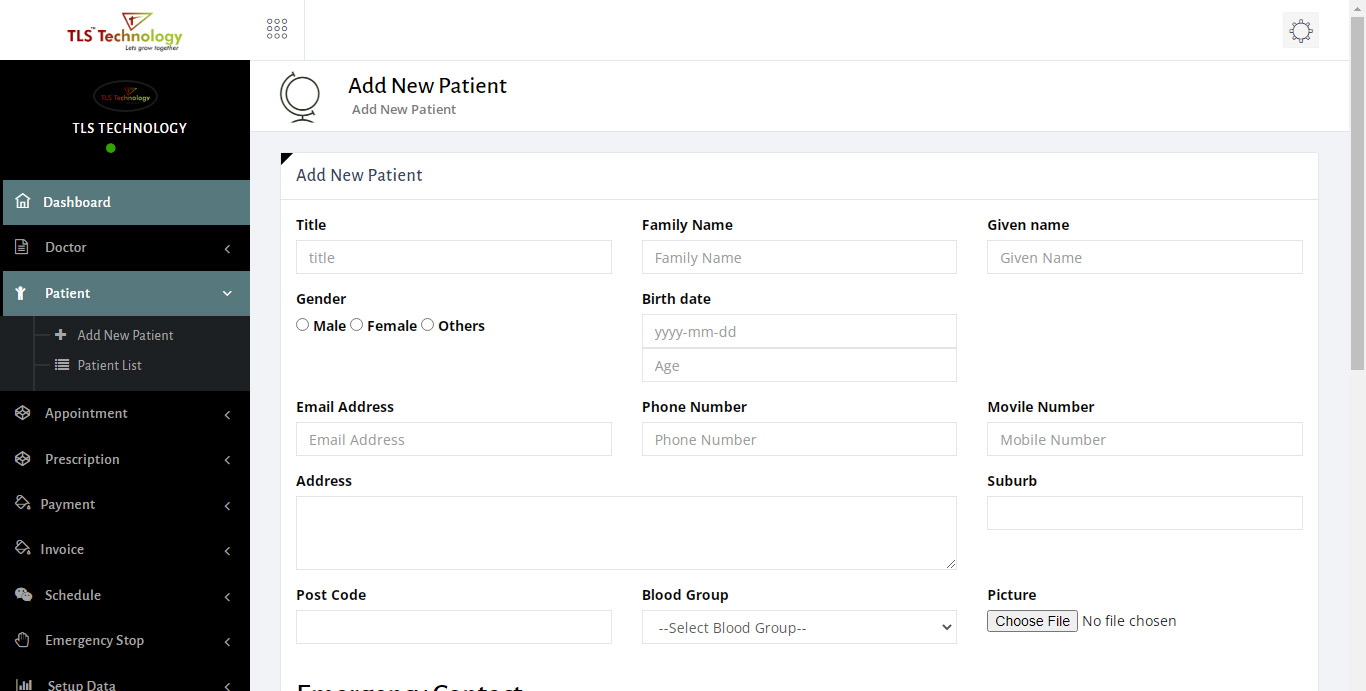 TLS™ Technology
Lets grow together
Add New Patient
Add New Patient
TLS Technology
TLS TECHNOLOGY
Dashboard
Doctor
Patient
Add New Patient
Patient List
Appointment
Prescription
Payment
Invoice
Schedule
Emergency Stop
Setup Data
Add New Patient
Title Family Name Given name
title Family Name Given Name
Gender Birth date
Male Female Others yyyy-mm-dd
Age
Email Address Phone Number Movile Number
Email Address Phone Number Mobile Number
Address Suburb
Post Code Blood Group Picture
--Select Blood Group-- Choose File No file chosen
Emergency Contact